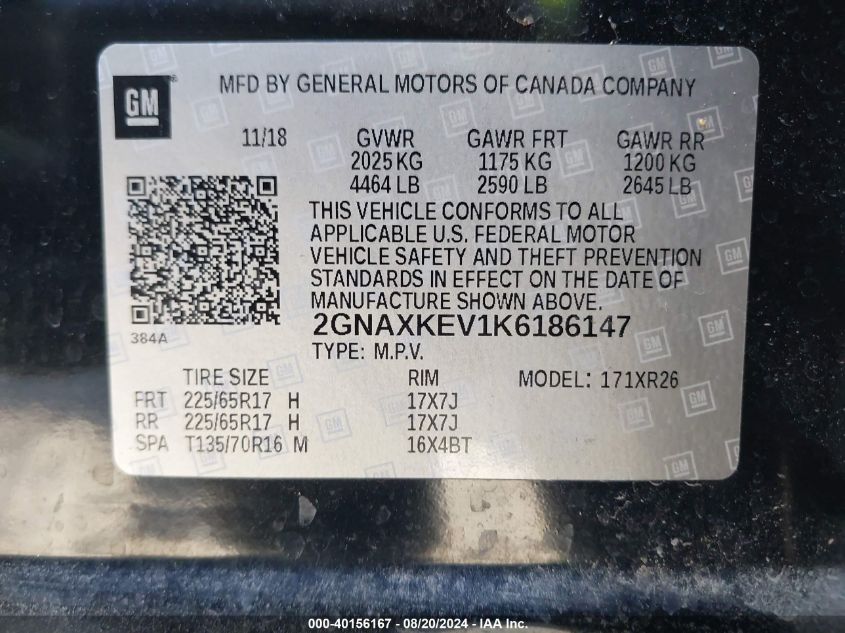 GM
MFD BY GENERAL MOTORS OF CANADA COMPANY
11/18 GVWR GAWR FRT GAWR RR
2025 KG 1175 KG 1200 KG
4464 LB 2590 LB 2645 LB
THIS VEHICLE CONFORMS TO ALL
APPLICABLE U.S. FEDERAL MOTOR
VEHICLE SAFETY AND THEFT PREVENTION
STANDARDS IN EFFECT ON THE DATE OF
MANUFACTURE SHOWN ABOVE.
384A
2GNAXKEV1K6186147
TYPE: M.P.V.
TIRE SIZE RIM MODEL: 171XR26
FRT 225/65R17 H 17X7J
RR 225/65R17 H 17X7J
SPA T135/70R16 M 16X4BT
000-40156167 - 08/20/2024 - IAA Inc.